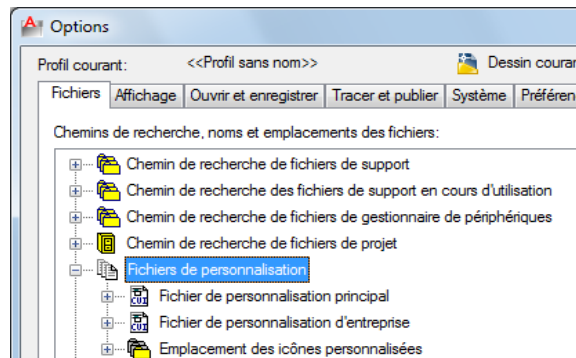 Options
Profil courant: <<Profil sans nom>> Dessin couran
Fichiers Affichage Ouvrir et enregistrer Tracer et publier Système Préféren
Chemins de recherche, noms et emplacements des fichiers:
Chemin de recherche de fichiers de support
Chemin de recherche des fichiers de support en cours d'utilisation
Chemin de recherche de fichiers de gestionnaire de périphériques
Chemin de recherche de fichiers de projet
Fichiers de personnalisation
CUI Fichier de personnalisation principal
CUI Fichier de personnalisation d'entreprise
Emplacement des icônes personnalisées